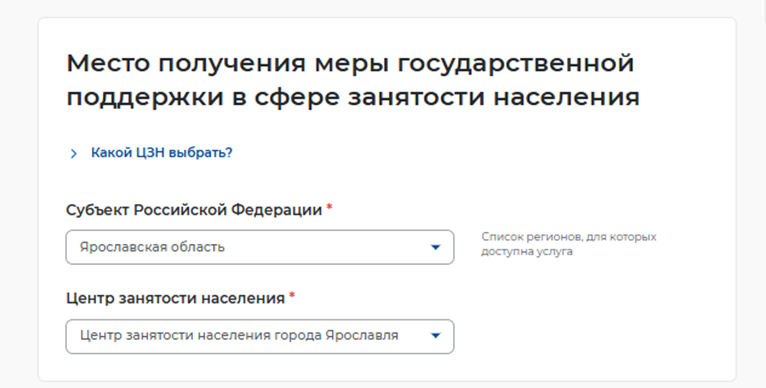 Место получения меры государственной
поддержки в сфере занятости населения
Какой ЦЗН выбрать?
Субъект Российской Федерации *
Ярославская область
Список регионов, для которых
доступна услуга
Центр занятости населения *
Центр занятости населения города Ярославля